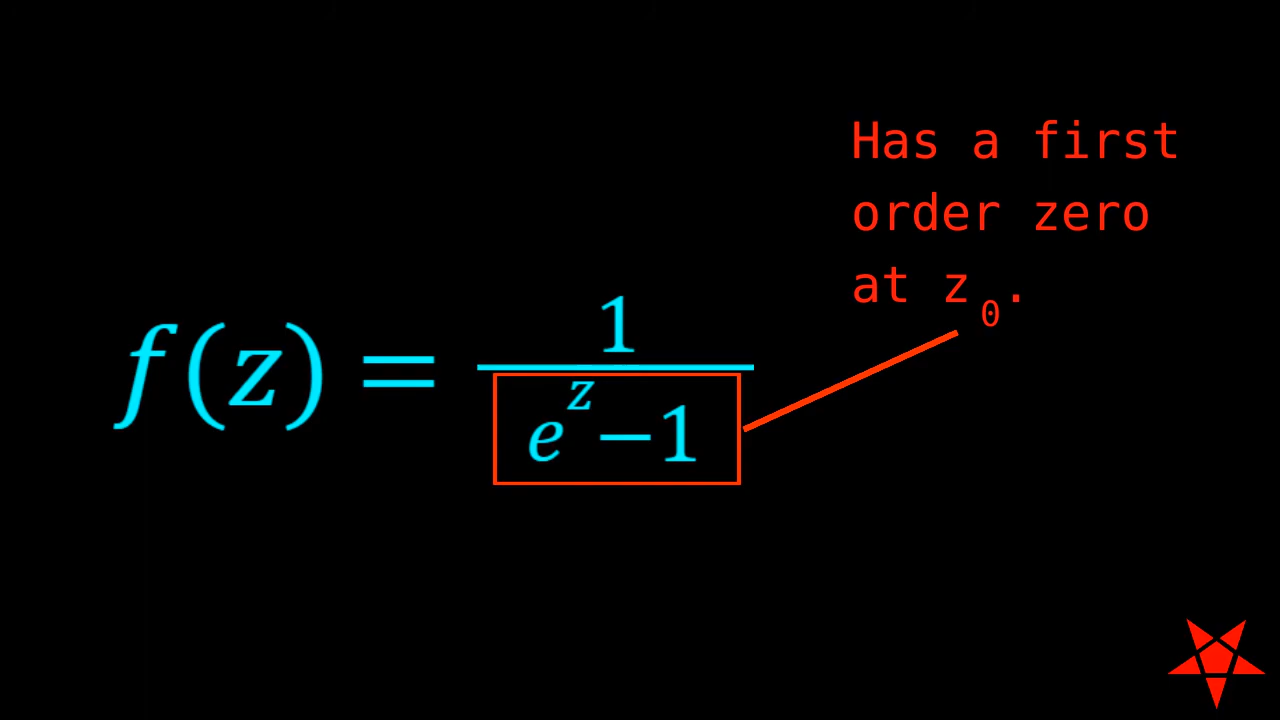 Has a first
order zero
at z₀.
f(z) = 1/(e^z−1)